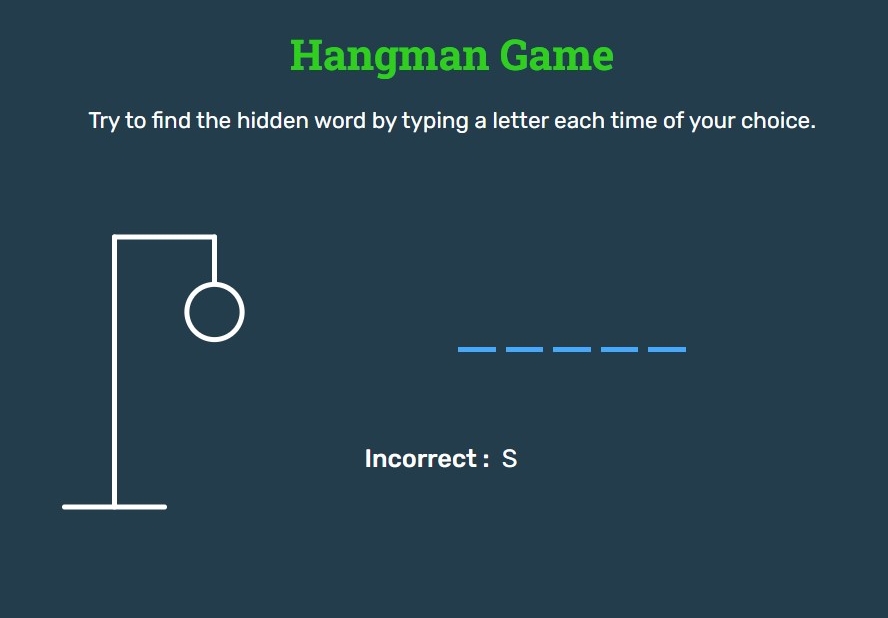 Hangman Game
Try to find the hidden word by typing a letter each time of your choice.
Incorrect : S